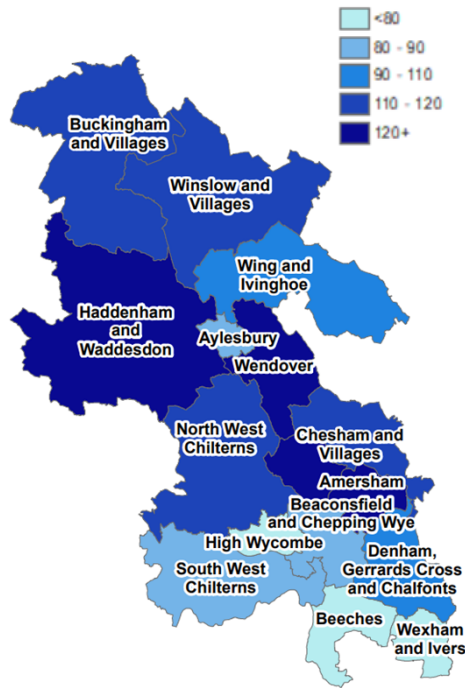 <80
80 - 90
90 - 110
110 - 120
120+
Buckingham
and Villages
Winslow and
Villages
Wing and
Ivinghoe
Haddenham
and
Waddesdon
Aylesbury
Wendover
North West
Chilterns
Chesham and
Villages
Amersham
Beaconsfield
and Chepping Wye
High Wycombe
Denham,
Gerrards Cross
and Chalfonts
South West
Chilterns
Beeches
Wexham
and Ivers